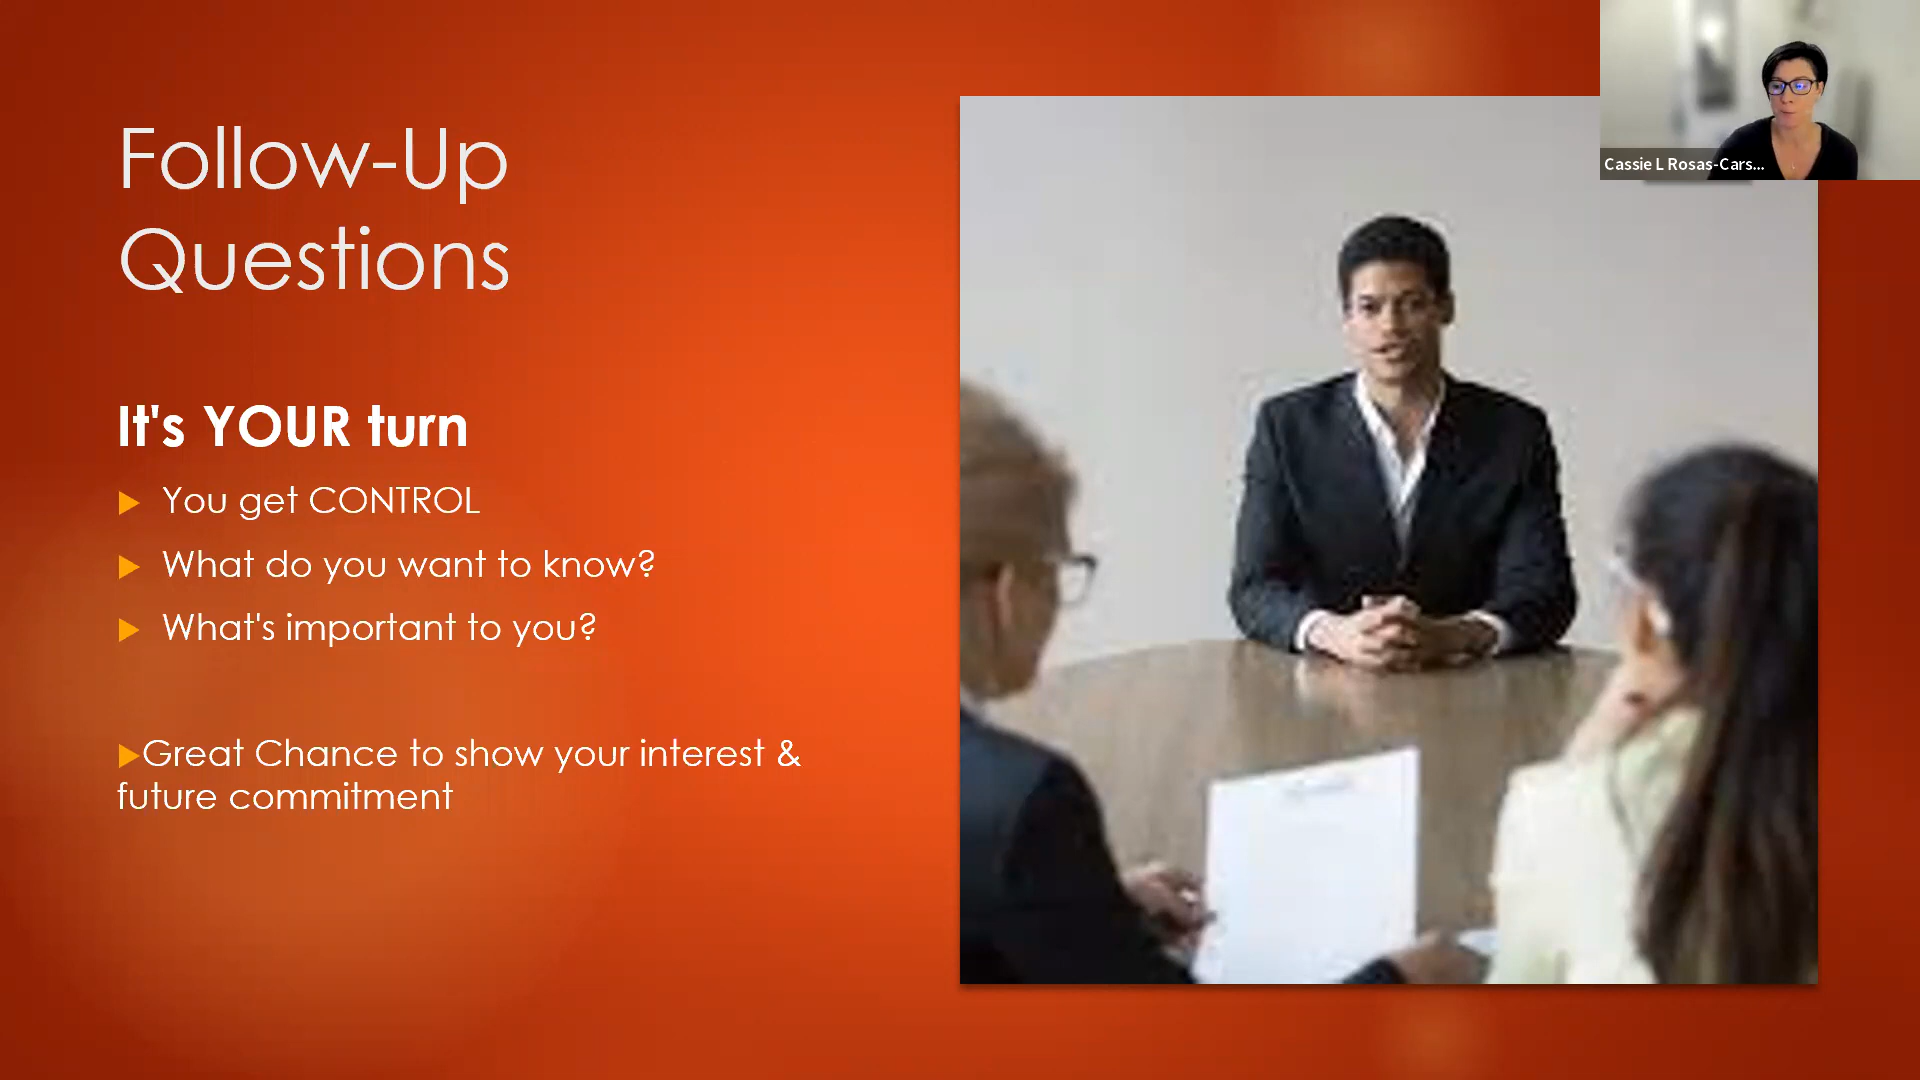 Follow-Up
Questions
It's YOUR turn
You get CONTROL
What do you want to know?
What's important to you?
Great Chance to show your interest &
future commitment
Cassie L Rosas-Cars...